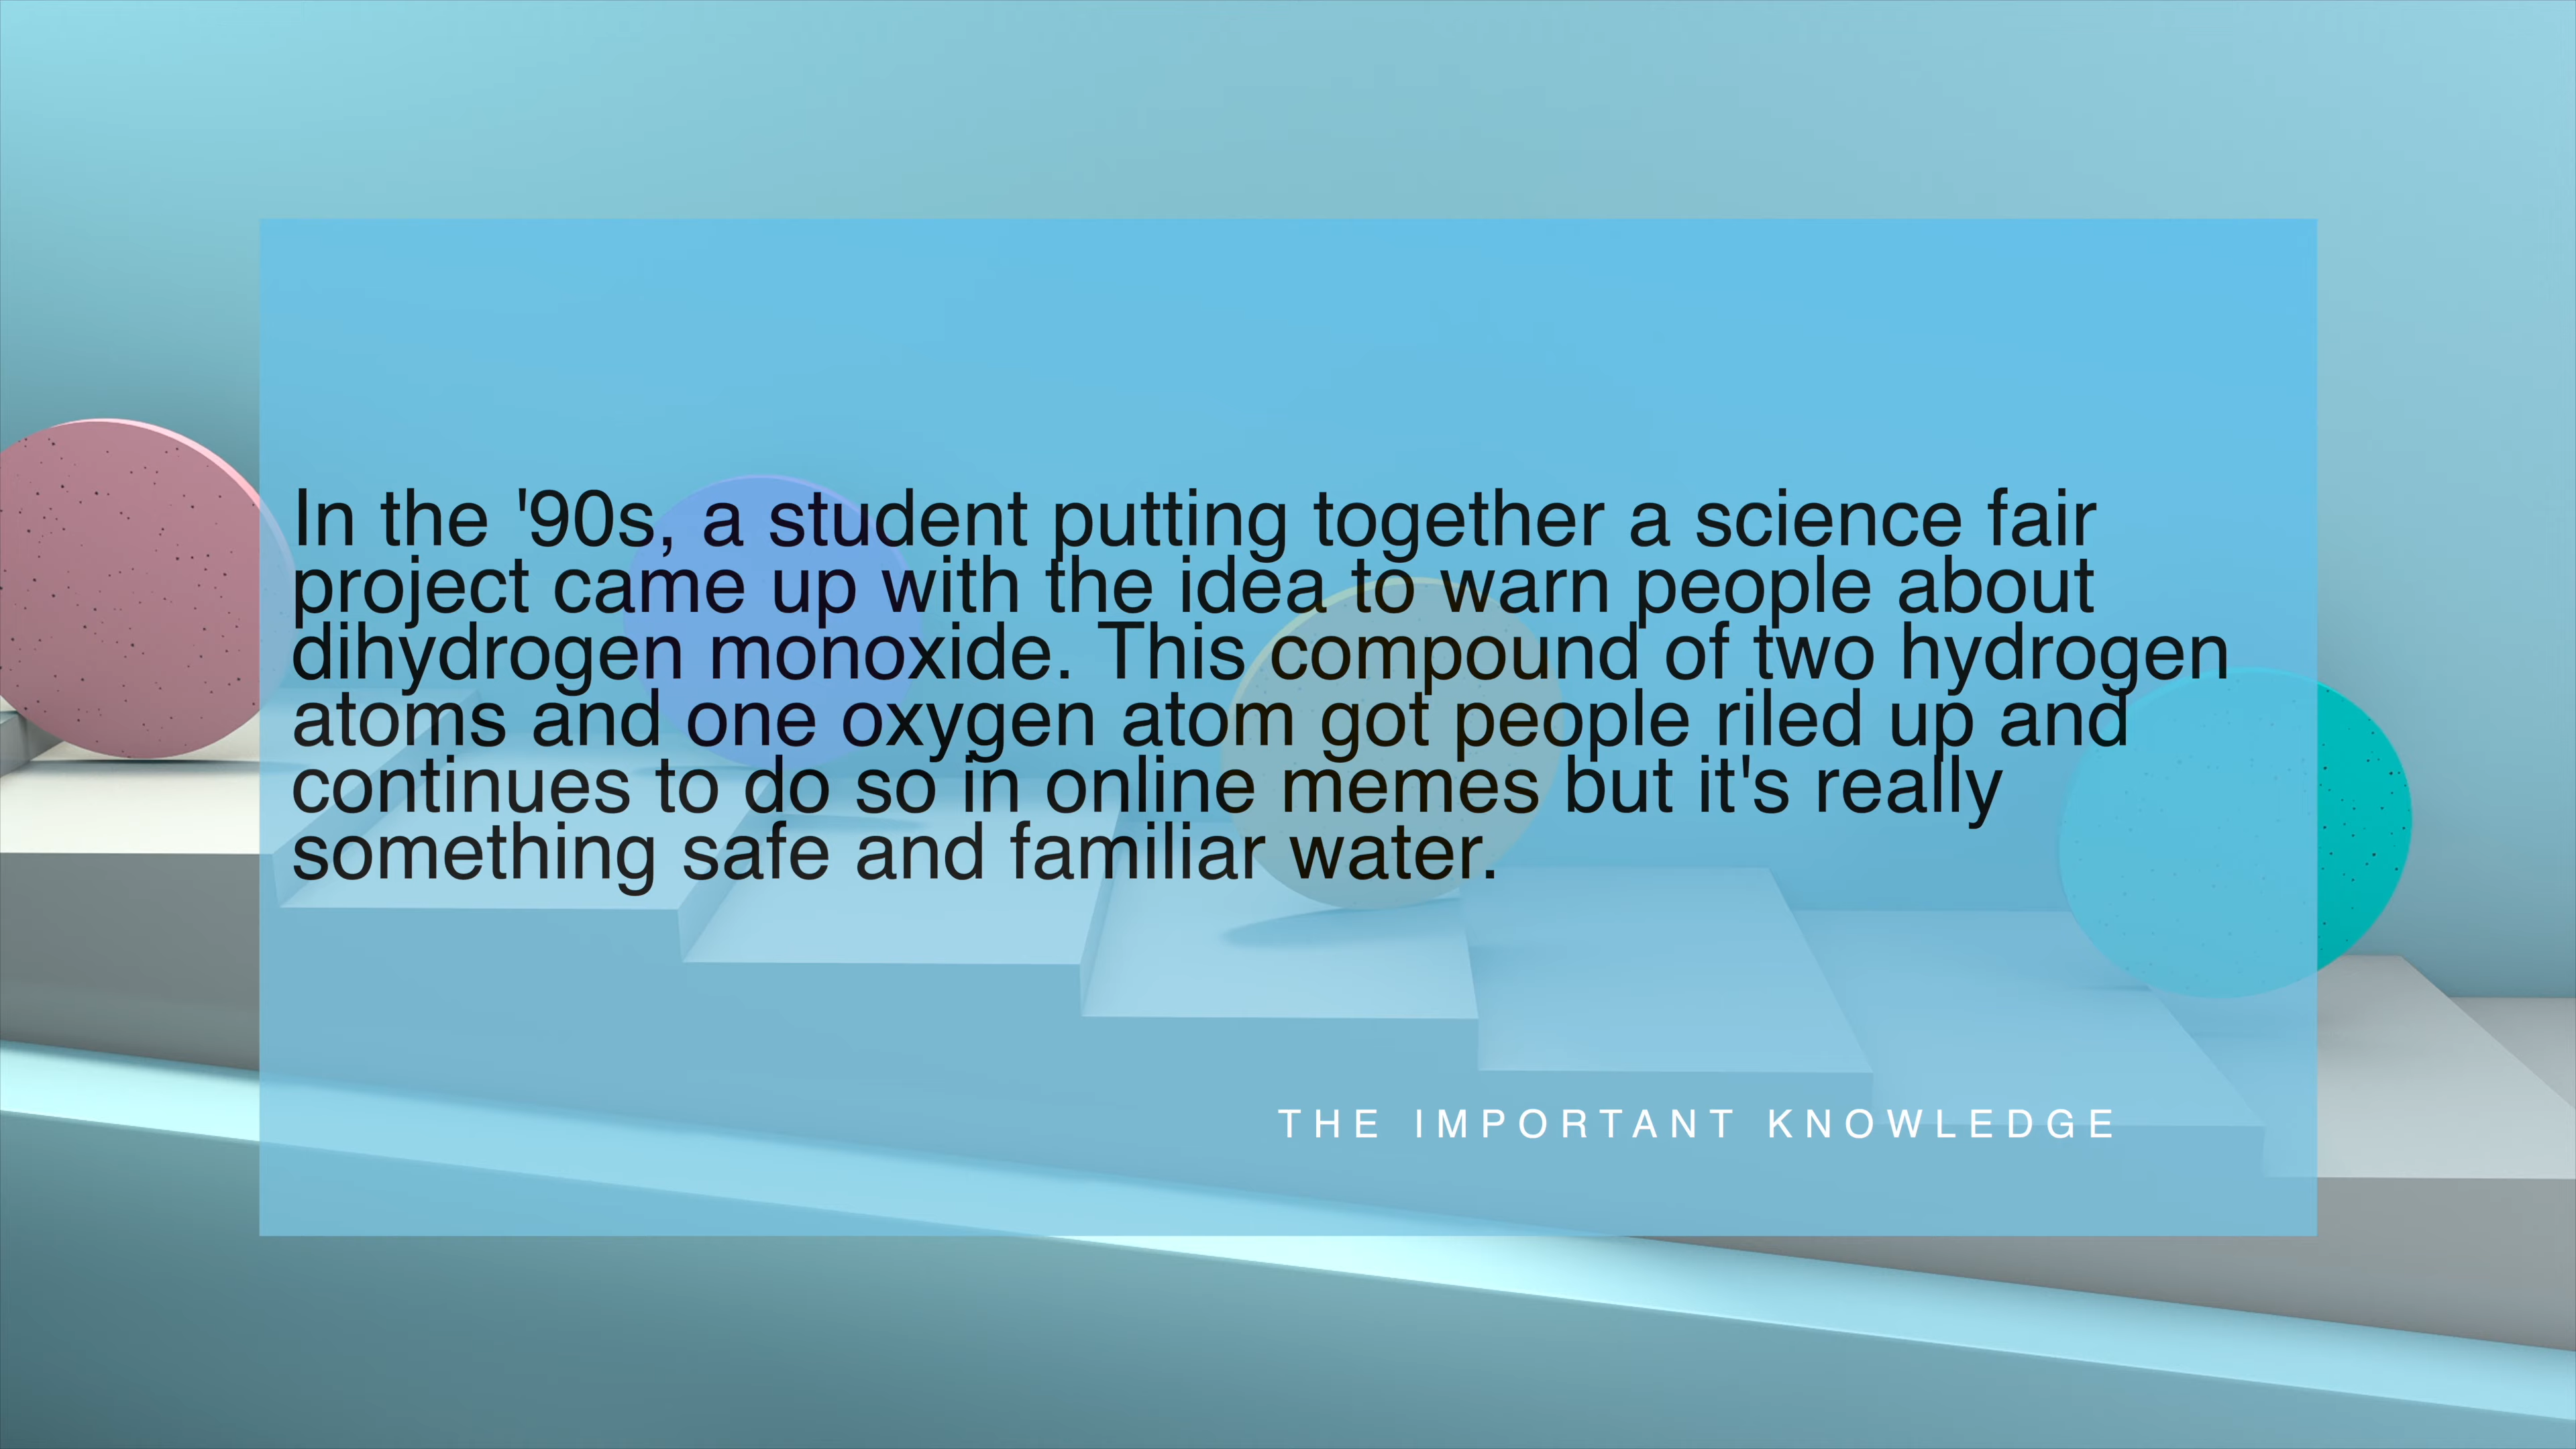 In the '90s, a student putting together a science fair
project came up with the idea to warn people about
dihydrogen monoxide. This compound of two hydrogen
atoms and one oxygen atom got people riled up and
continues to do so in online memes but it's really
something safe and familiar water.
THE IMPORTANT KNOWLEDGE